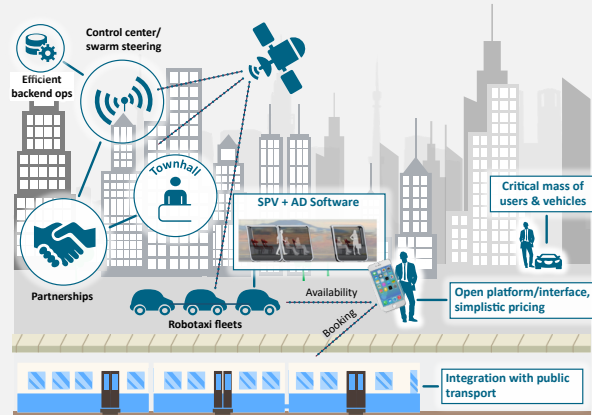 Control center/
swarm steering
Efficient
backend ops
Townhall
SPV + AD Software
Critical mass of
users & vehicles
Partnerships
Availability
Open platform/interface,
simplistic pricing
Robotaxi fleets
Booking
Integration with public
transport